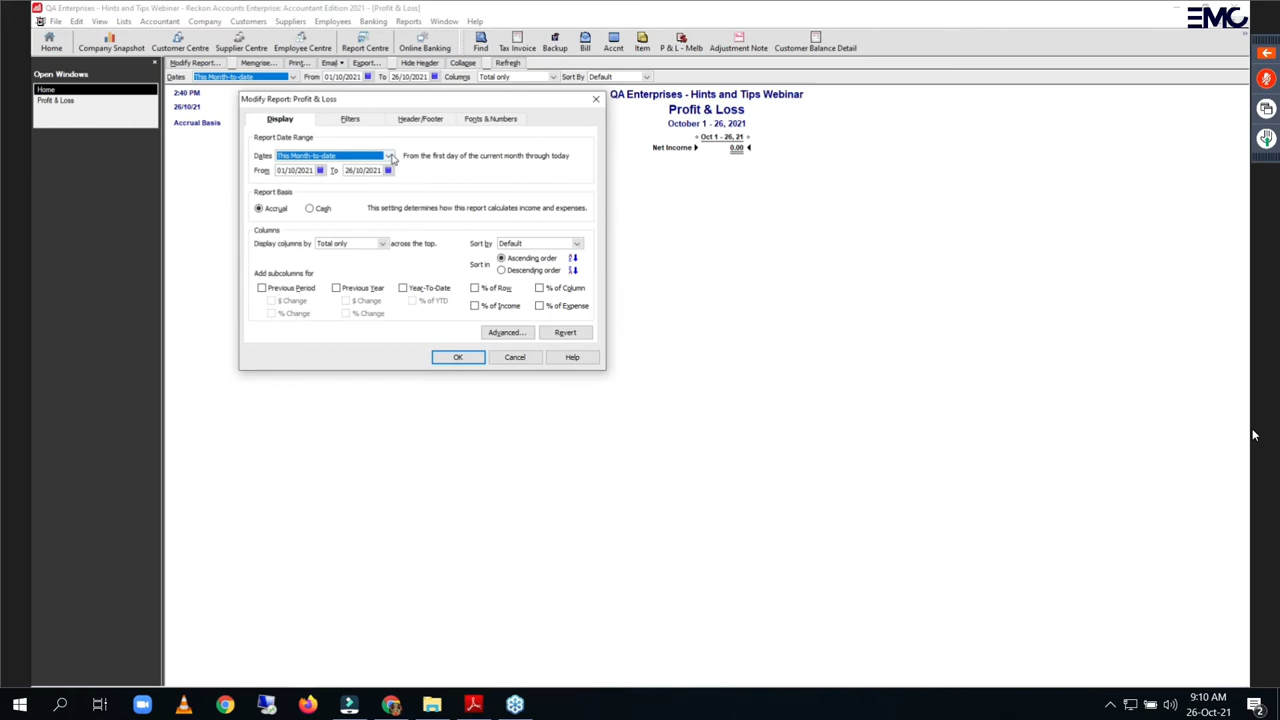 QA Enterprises - Hints and Tips Webinar - Reckon Accounts Enterprise: Accountant Edition 2021 - [Profit & Loss]
EMC
File Edit View Lists Accountant Company Customers Suppliers Employees Banking Reports Window Help
Home Company Snapshot Customer Centre Supplier Centre Employee Centre Report Centre Online Banking Find Tax Invoice Backup Bill Accnt Item P & L - Melb Adjustment Note Customer Balance Detail
Open Windows
Home
Profit & Loss
Modify Report... Memorise... Print... Email Export... Hide Header Collapse Refresh
Dates This Month-to-date From 01/10/2021 To 26/10/2021 Columns Total only Sort By Default
2:40 PM
26/10/21
Accrual Basis
QA Enterprises - Hints and Tips Webinar
Profit & Loss
October 1 - 26, 2021
Oct 1 - 26, 21
Net Income 0.00
Modify Report: Profit & Loss
Display Filters Header/Footer Fonts & Numbers
Report Date Range
Dates This Month-to-date From the first day of the current month through today
From 01/10/2021 To 26/10/2021
Report Basis
Accrual Cash This setting determines how this report calculates income and expenses.
Columns
Display columns by Total only across the top. Sort by Default
Sort in Ascending order
Descending order
Add subcolumns for
Previous Period Previous Year Year-To-Date % of Row % of Column
$ Change $ Change % of YTD % of Income % of Expense
% Change % Change
Advanced... Revert
OK Cancel Help
9:10 AM
26-Oct-21
2